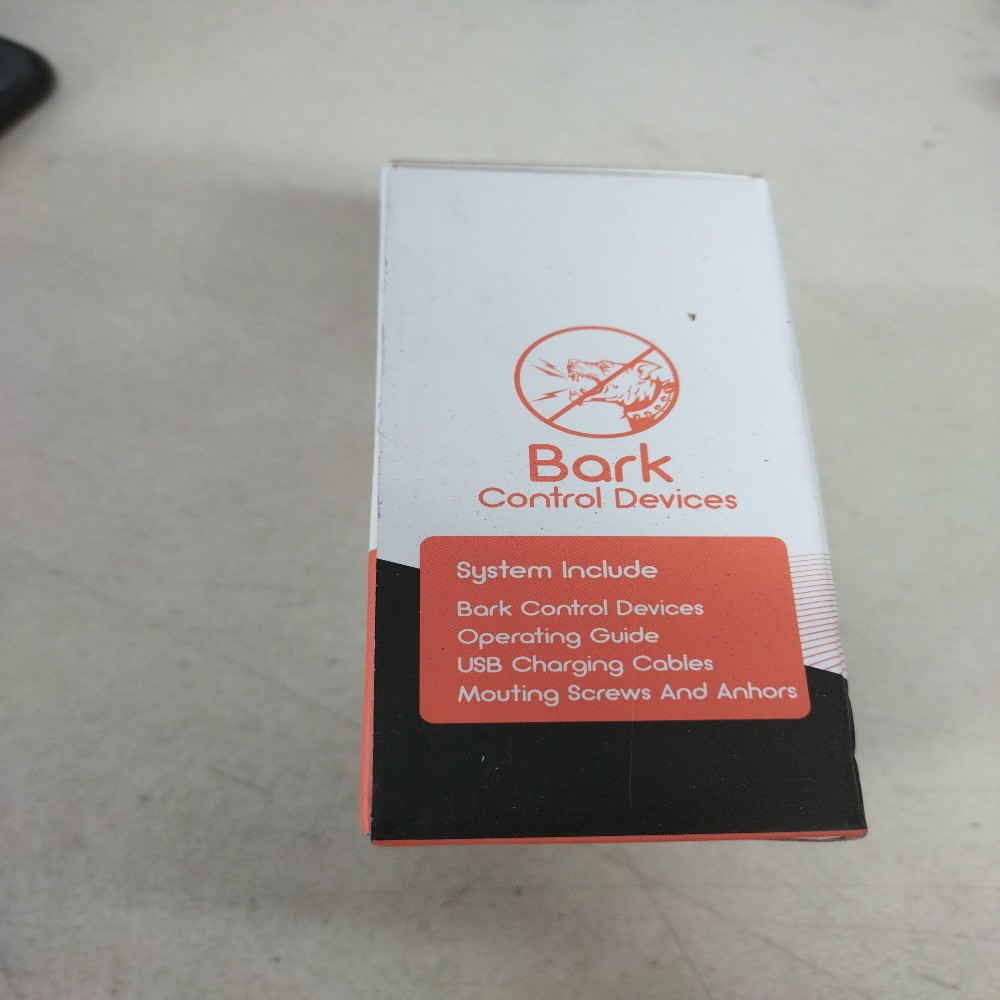 Bark
Control Devices
System Include
Bark Control Devices
Operating Guide
USB Charging Cables
Mouting Screws And Anhors